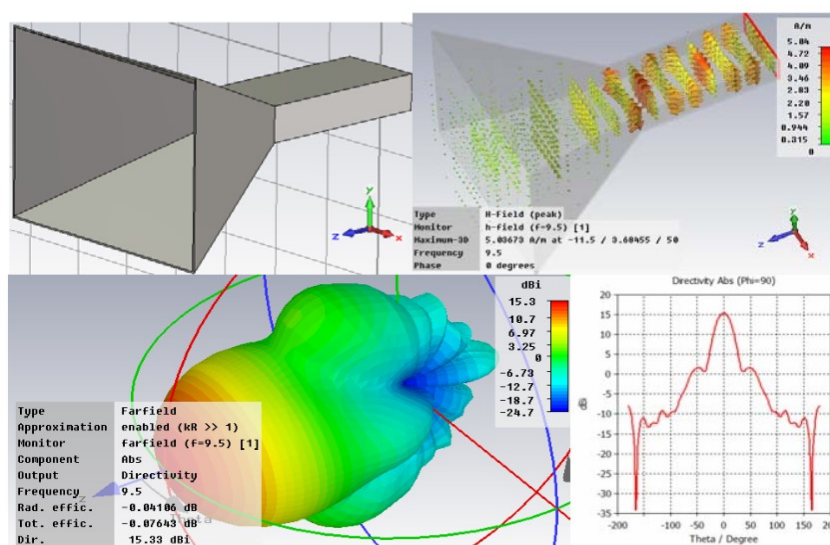 y
z
x
A/m
5.04
4.72
4.09
3.46
2.83
2.20
1.57
0.944
0.315
0
Type H-Field (peak)
Monitor h-field (f=9.5) [1]
Maximum-3D 5.03673 A/m at -11.5 / 3.68455 / 50
Frequency 9.5
Phase 0 degrees
y
z
x
dBi
15.3
10.7
6.97
3.25
0
-6.73
-12.7
-18.7
-24.7
Type Farfield
Approximation enabled (kR >> 1)
Monitor farfield (f=9.5) [1]
Component Abs
Output Directivity
Frequency 9.5
Rad. effic. -0.04106 dB
Tot. effic. -0.07643 dB
Dir. 15.33 dBi
z
Theta
Directivity Abs (Phi=90)
20
15
10
5
0
-5
-10
-15
-20
-25
-30
-35
dBi
-200 -150 -100 -50 0 50 100 150
Theta / Degree